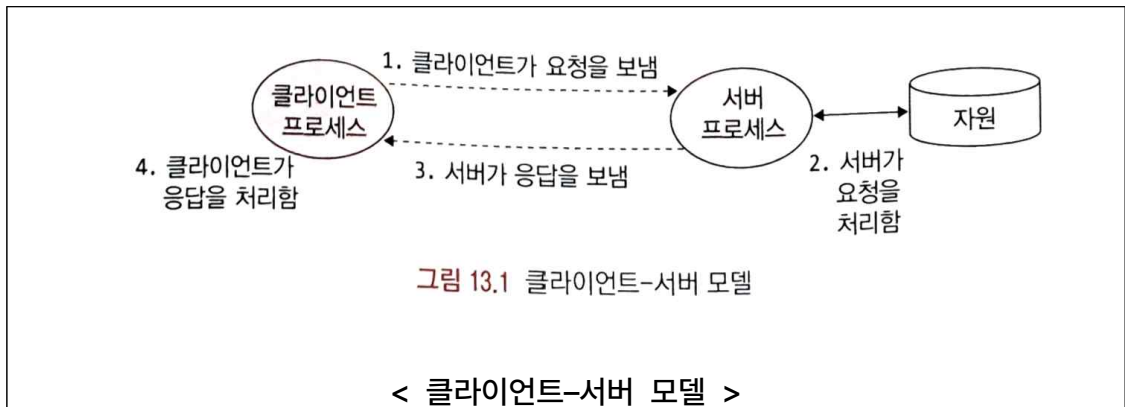 1. 클라이언트가 요청을 보냄
클라이언트
프로세스
서버
프로세스
자원
3. 서버가 응답을 보냄
4. 클라이언트가
응답을 처리함
2. 서버가
요청을
처리함
그림 13.1 클라이언트-서버 모델
< 클라이언트-서버 모델 >